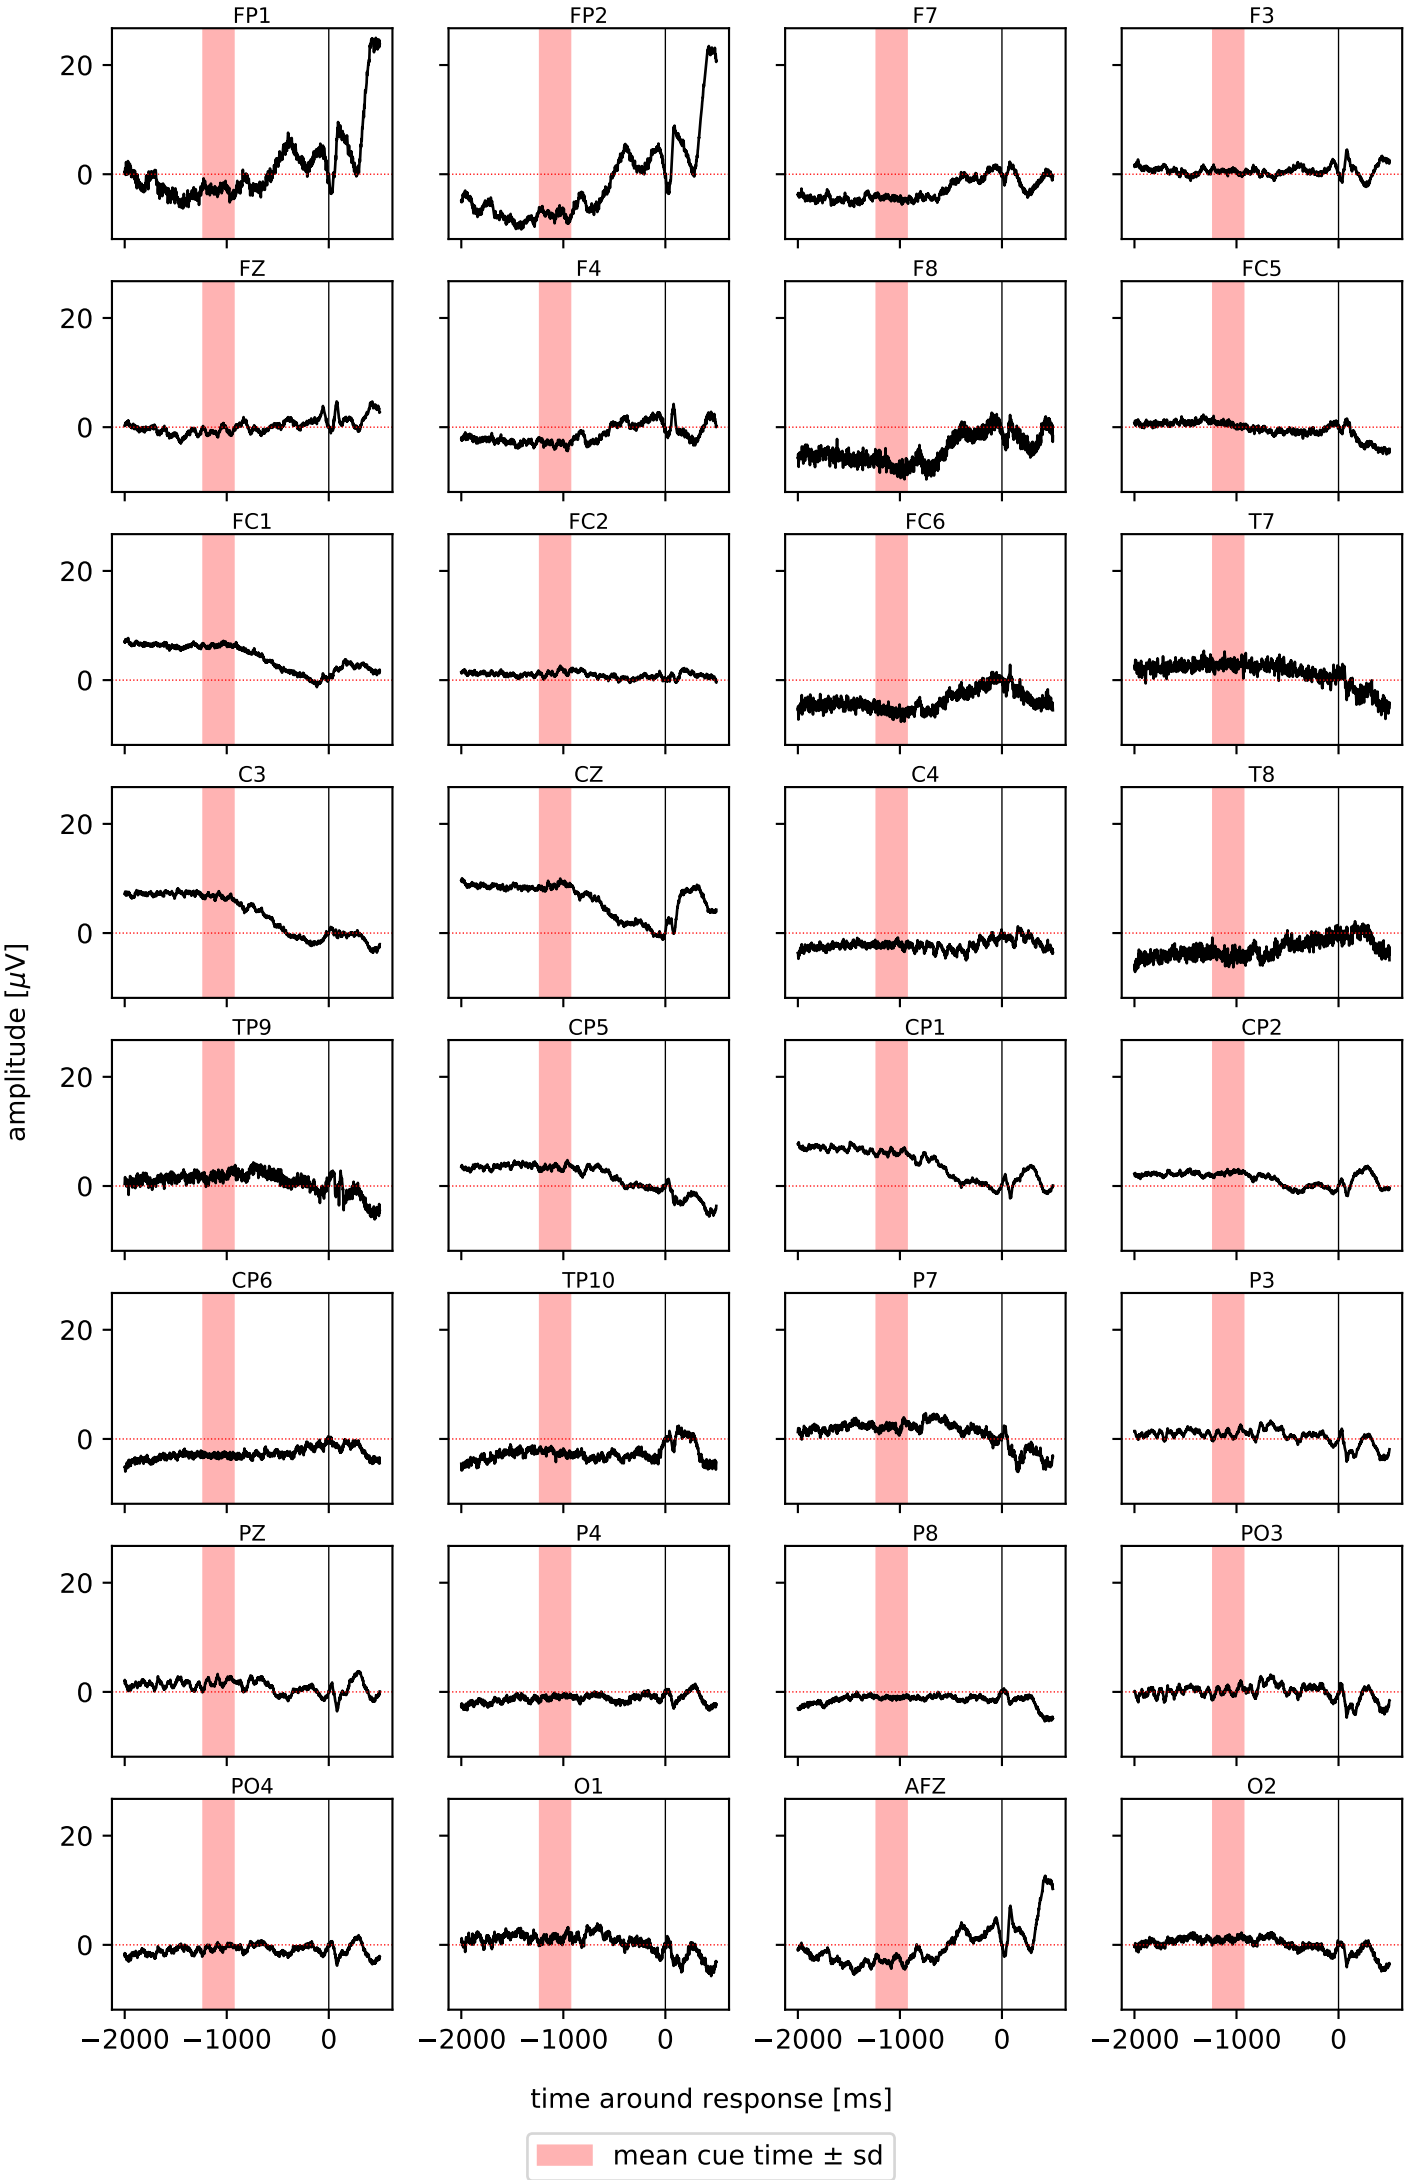 FP1 FP2 F7 F3
20
0
FZ F4 F8 FC5
20
0
FC1 FC2 FC6 T7
20
0
C3 CZ C4 T8
20
0
TP9 CP5 CP1 CP2
20
0
CP6 TP10 P7 P3
20
0
PZ P4 P8 PO3
20
0
PO4 O1 AFZ O2
20
0
−2000 −1000 0 −2000 −1000 0 −2000 −1000 0 −2000 −1000 0
amplitude [μV]
time around response [ms]
mean cue time ± sd